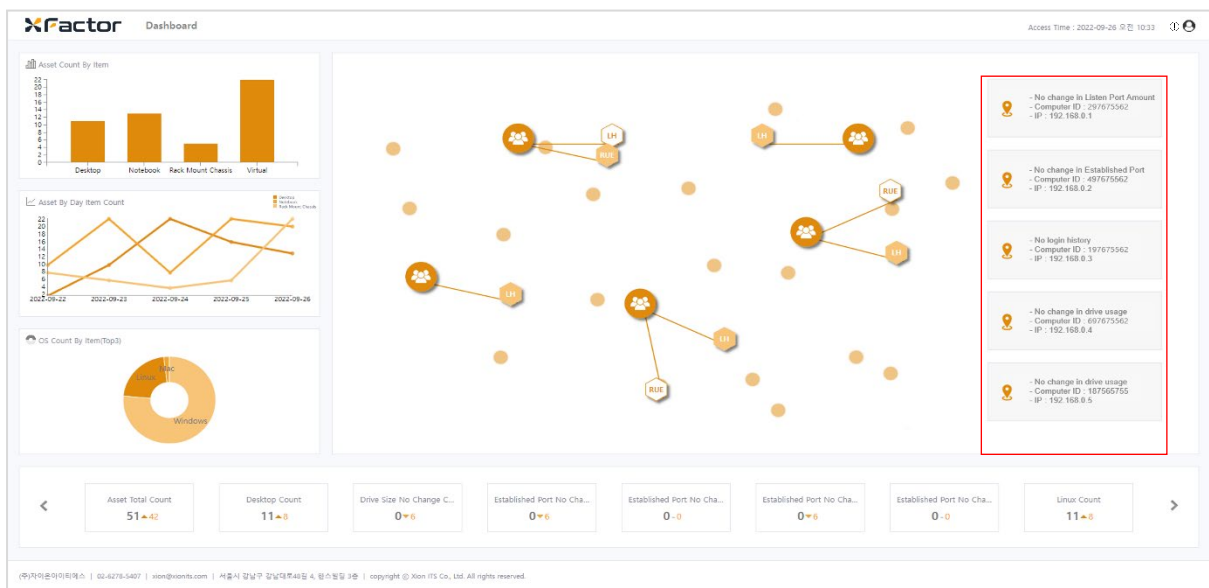 XFactor Dashboard
Access Time : 2022-09-26 오전 10:33
Asset Count By Item
22
20
18
16
14
12
10
8
6
4
2
0
Desktop Notebook Rack Mount Chassis Virtual
Asset By Day Item Count
Desktop
Notebook
Rack Mount Chassis
22
20
18
16
14
12
10
8
6
4
2
2022-09-22 2022-09-23 2022-09-24 2022-09-25 2022-09-26
OS Count By Item(Top3)
Mac
Linux
Windows
LH
RUE
LH
RUE
LH
LH
LH
RUE
- No change in Listen Port Amount
- Computer ID : 297675562
- IP : 192.168.0.1
- No change in Established Port
- Computer ID : 497675562
- IP : 192.168.0.2
- No login history
- Computer ID : 197675562
- IP : 192.168.0.3
- No change in drive usage
- Computer ID : 697675562
- IP : 192.168.0.4
- No change in drive usage
- Computer ID : 187565755
- IP : 192.168.0.5
Asset Total Count
51▲42
Desktop Count
11▲8
Drive Size No Change C...
0▼6
Established Port No Cha...
0▼6
Established Port No Cha...
0-0
Established Port No Cha...
0▼6
Established Port No Cha...
0-0
Linux Count
11▲8
(주)자이온아이티에스 | 02-6278-5407 | xion@xionits.com | 서울시 강남구 강남대로48길 4, 3층 | copyright ⓒ Xion ITS Co., Ltd. All rights reserved.